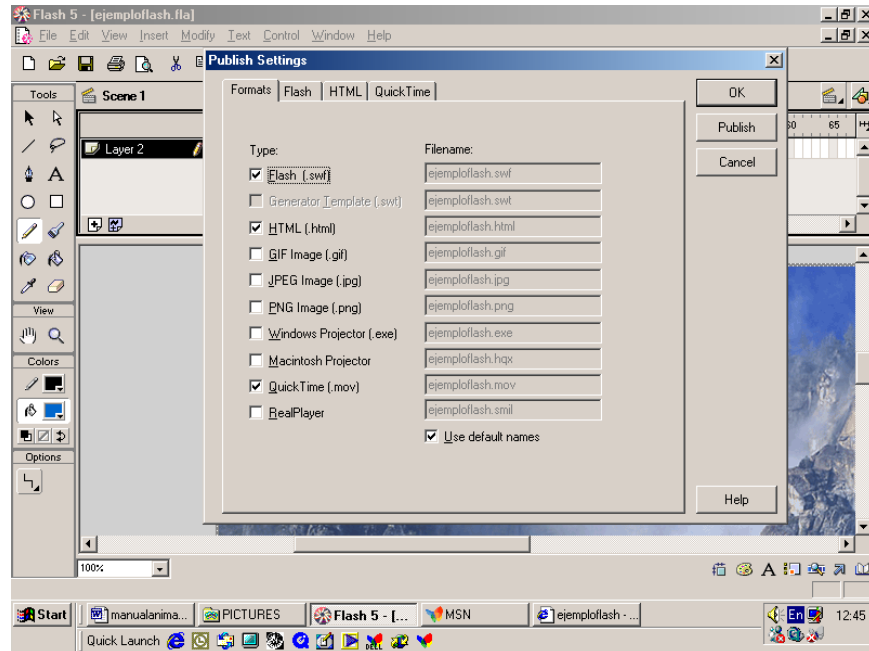 Flash 5 - [ejemploflash.fla]
File Edit View Insert Modify Text Control Window Help
Publish Settings
Tools
Scene 1
Formats Flash HTML QuickTime
OK
Publish
Cancel
60 65
Layer 2
Type: Filename:
Flash (.swf) ejemploflash.swf
Generator Template (.swt) ejemploflash.swt
HTML (.html) ejemploflash.html
GIF Image (.gif) ejemploflash.gif
JPEG Image (.jpg) ejemploflash.jpg
PNG Image (.png) ejemploflash.png
Windows Projector (.exe) ejemploflash.exe
Macintosh Projector ejemploflash.hqx
QuickTime (.mov) ejemploflash.mov
RealPlayer ejemploflash.smil
Use default names
Help
View
Colors
Options
100%
Start manualanima... PICTURES Flash 5 - [... MSN ejemploflash - ... En 12:45
Quick Launch